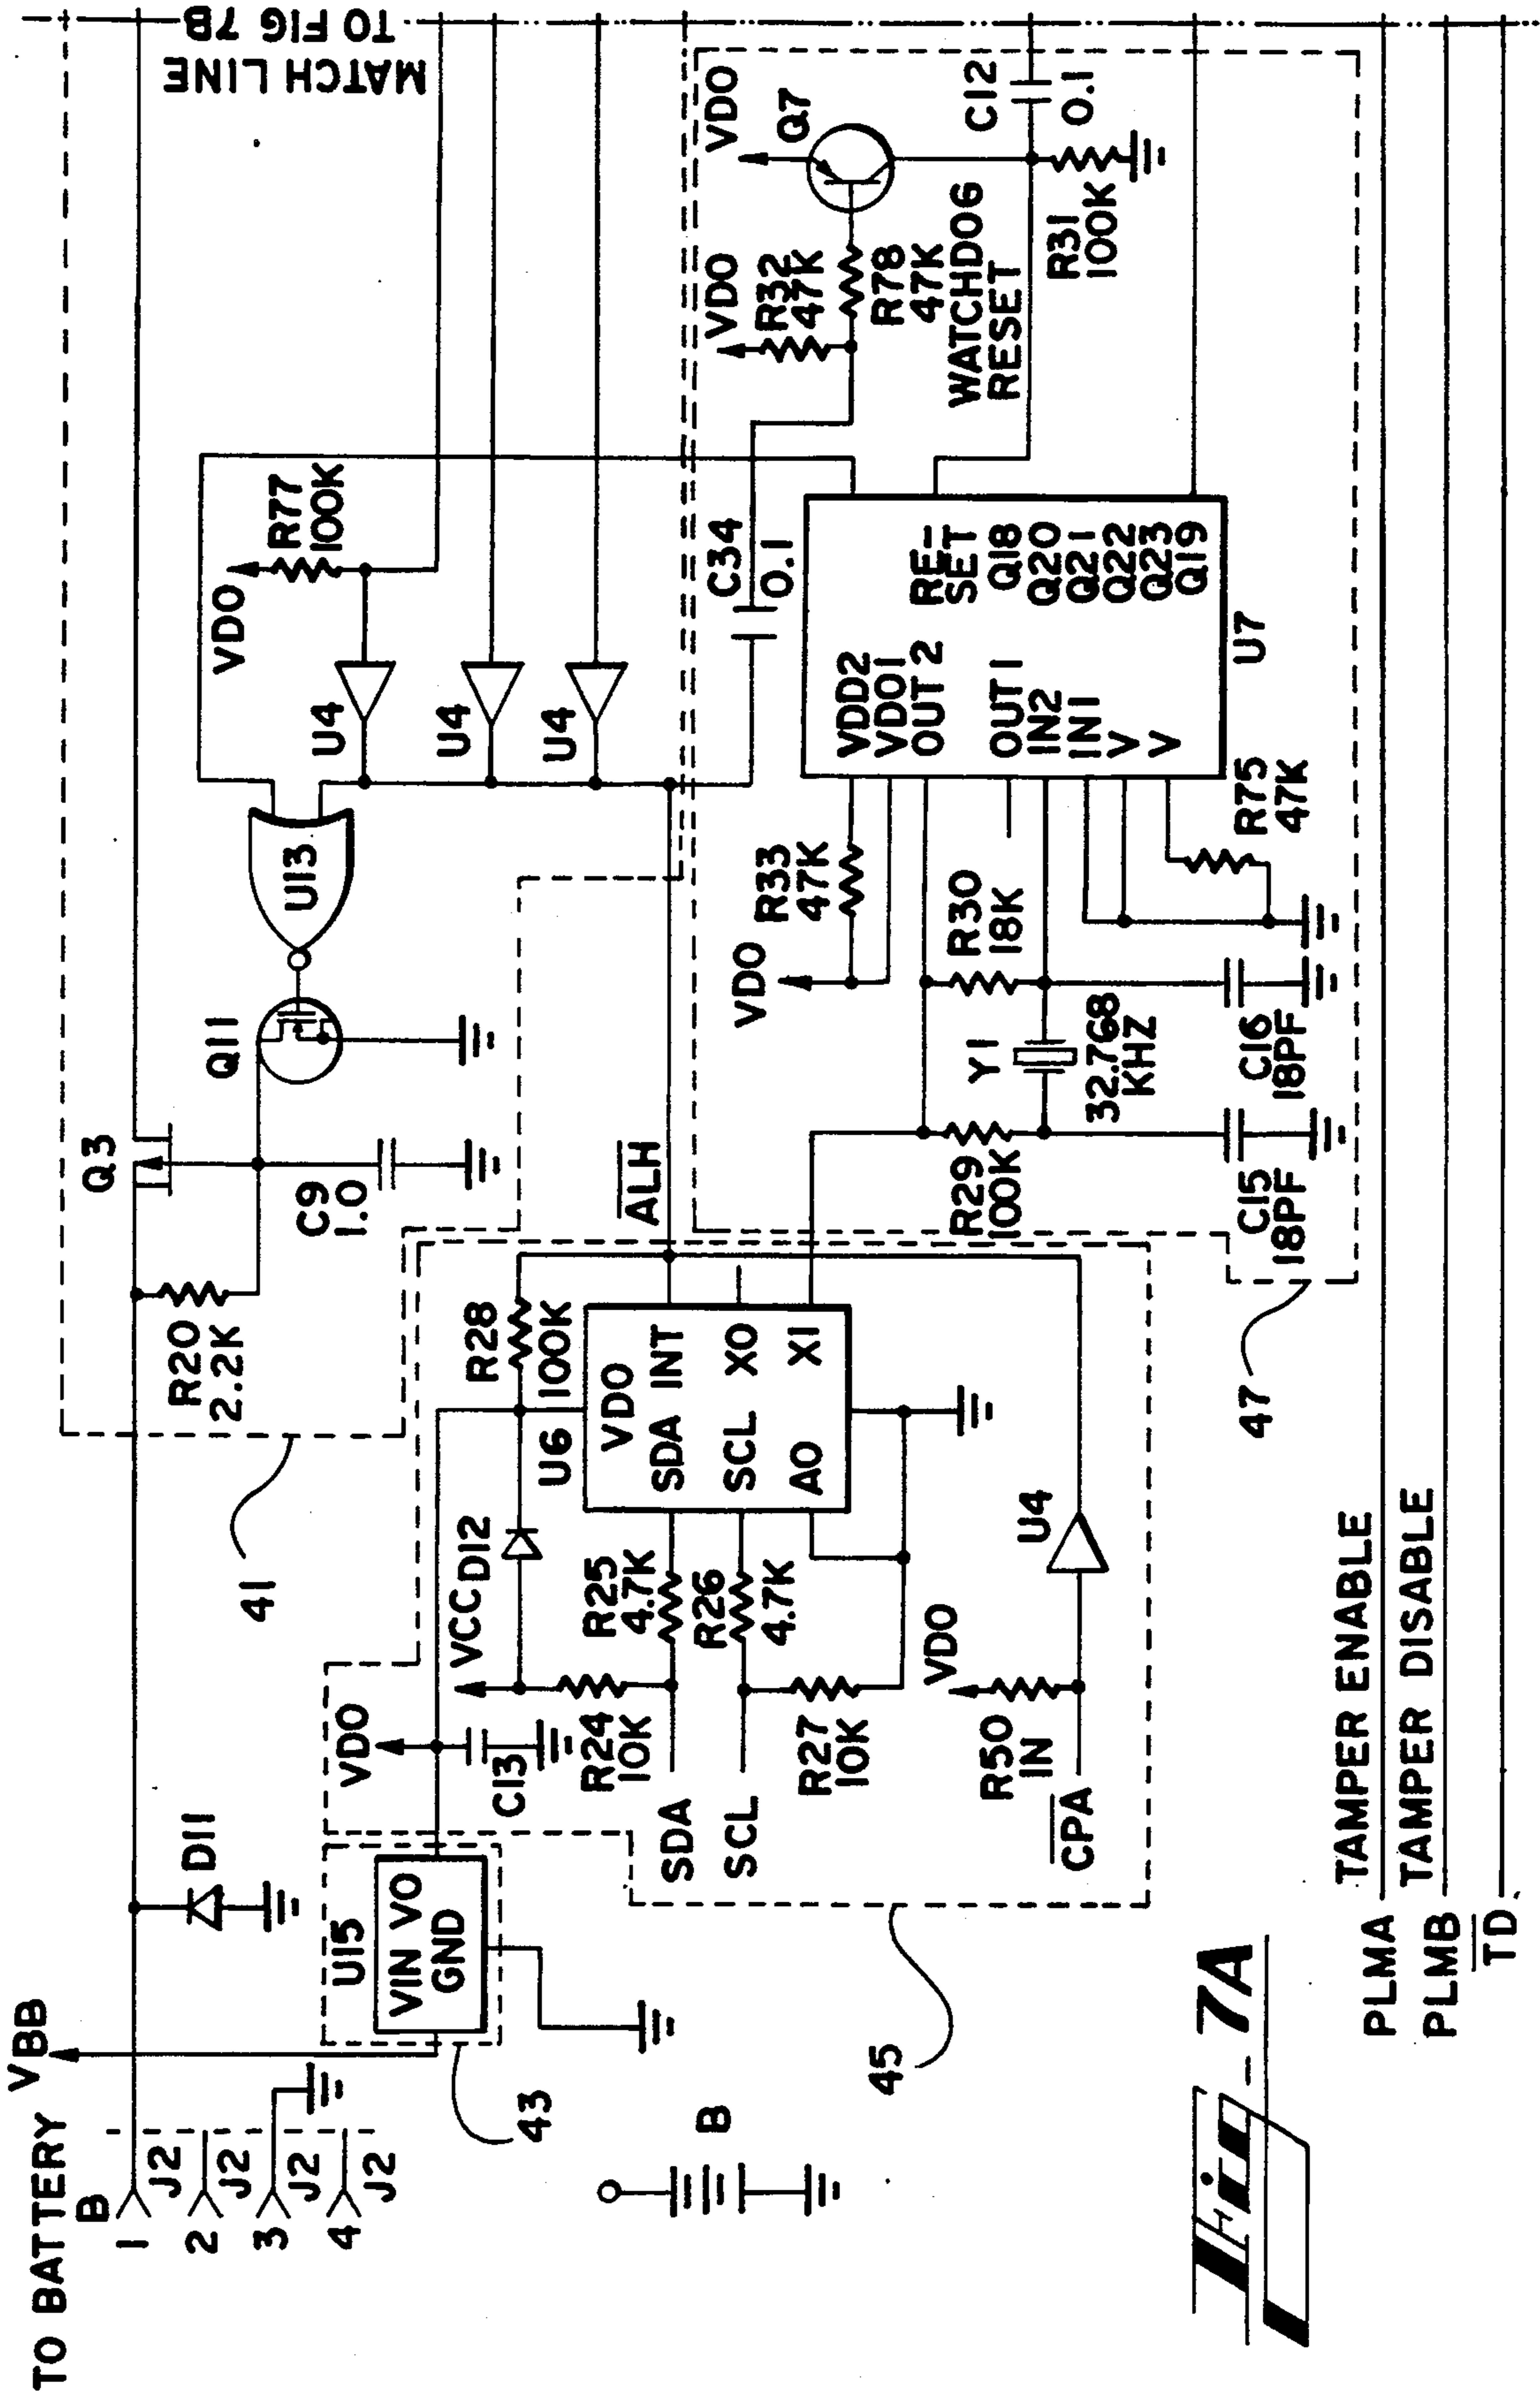 TO BATTERY
B
VBB
1
J2
2
J2
3
J2
4
J2
43
B
D11
U15
VIN VO
GND
45
41
R20
2.2K
Q3
C9
1.0
Q11
U13
VDO
R77
100K
U4
U4
U4
MATCH LINE
TO FIG 7B
VDO
C13
VCC
D12
R24
10K
R25
4.7K
R26
4.7K
R27
10K
SDA
SCL
R28
100K
U6
VDO
SDA INT
SCL XO
AO XI
ALH
VDO
R50
1N
CPA
U4
47
C34
0.1
VDO
R32
47K
R78
47K
VDO
Q7
WATCHDO6
RESET
C12
0.1
R31
100K
VDO
R33
47K
R30
18K
R29
100K
Y1
32.768
KHZ
C15
18PF
C16
18PF
R75
47K
VDD2
VDO1
OUT 2
OUT 1
IN2
IN1
V
V
RE-
SET
Q18
Q20
Q21
Q22
Q23
Q19
U7
PLMA TAMPER ENABLE
PLMB TAMPER DISABLE
TD
Fig-7A